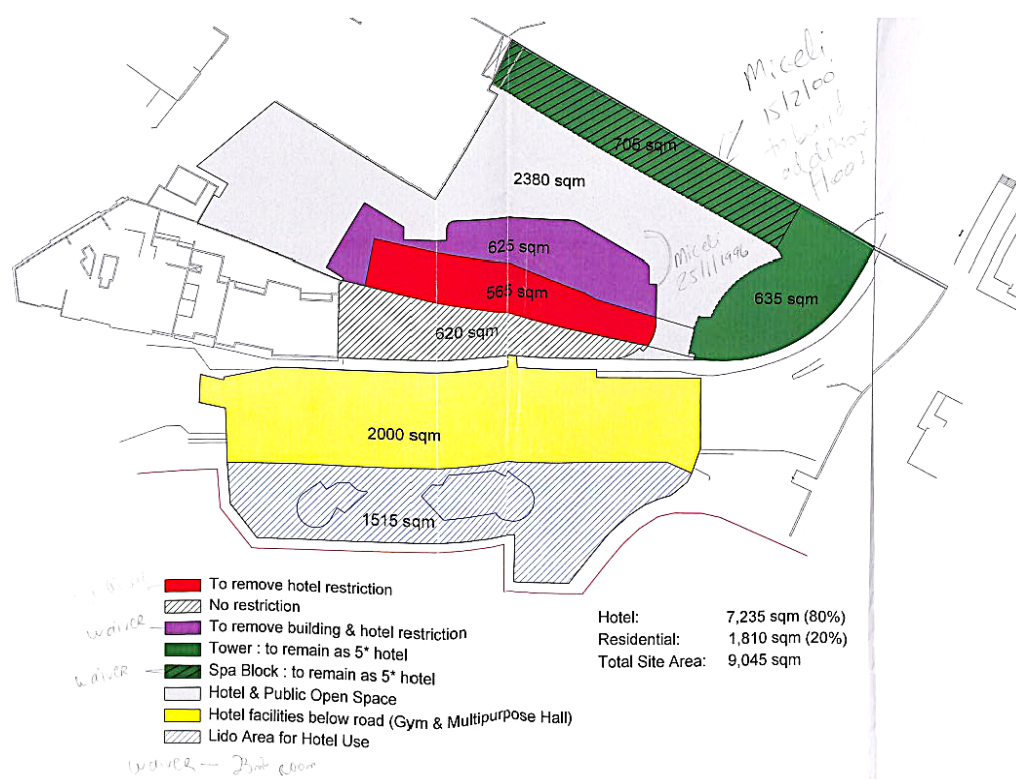 Miceli
15/2/00
to build
addition
floor
705 sqm
2380 sqm
625 sqm
Miceli
25/1/1996
565 sqm
635 sqm
620 sqm
2000 sqm
1515 sqm
To remove hotel restriction
No restriction
waiver To remove building & hotel restriction
Tower : to remain as 5* hotel
waiver Spa Block : to remain as 5* hotel
Hotel & Public Open Space
Hotel facilities below road (Gym & Multipurpose Hall)
Lido Area for Hotel Use
waiver —
Hotel: 7,235 sqm (80%)
Residential: 1,810 sqm (20%)
Total Site Area: 9,045 sqm